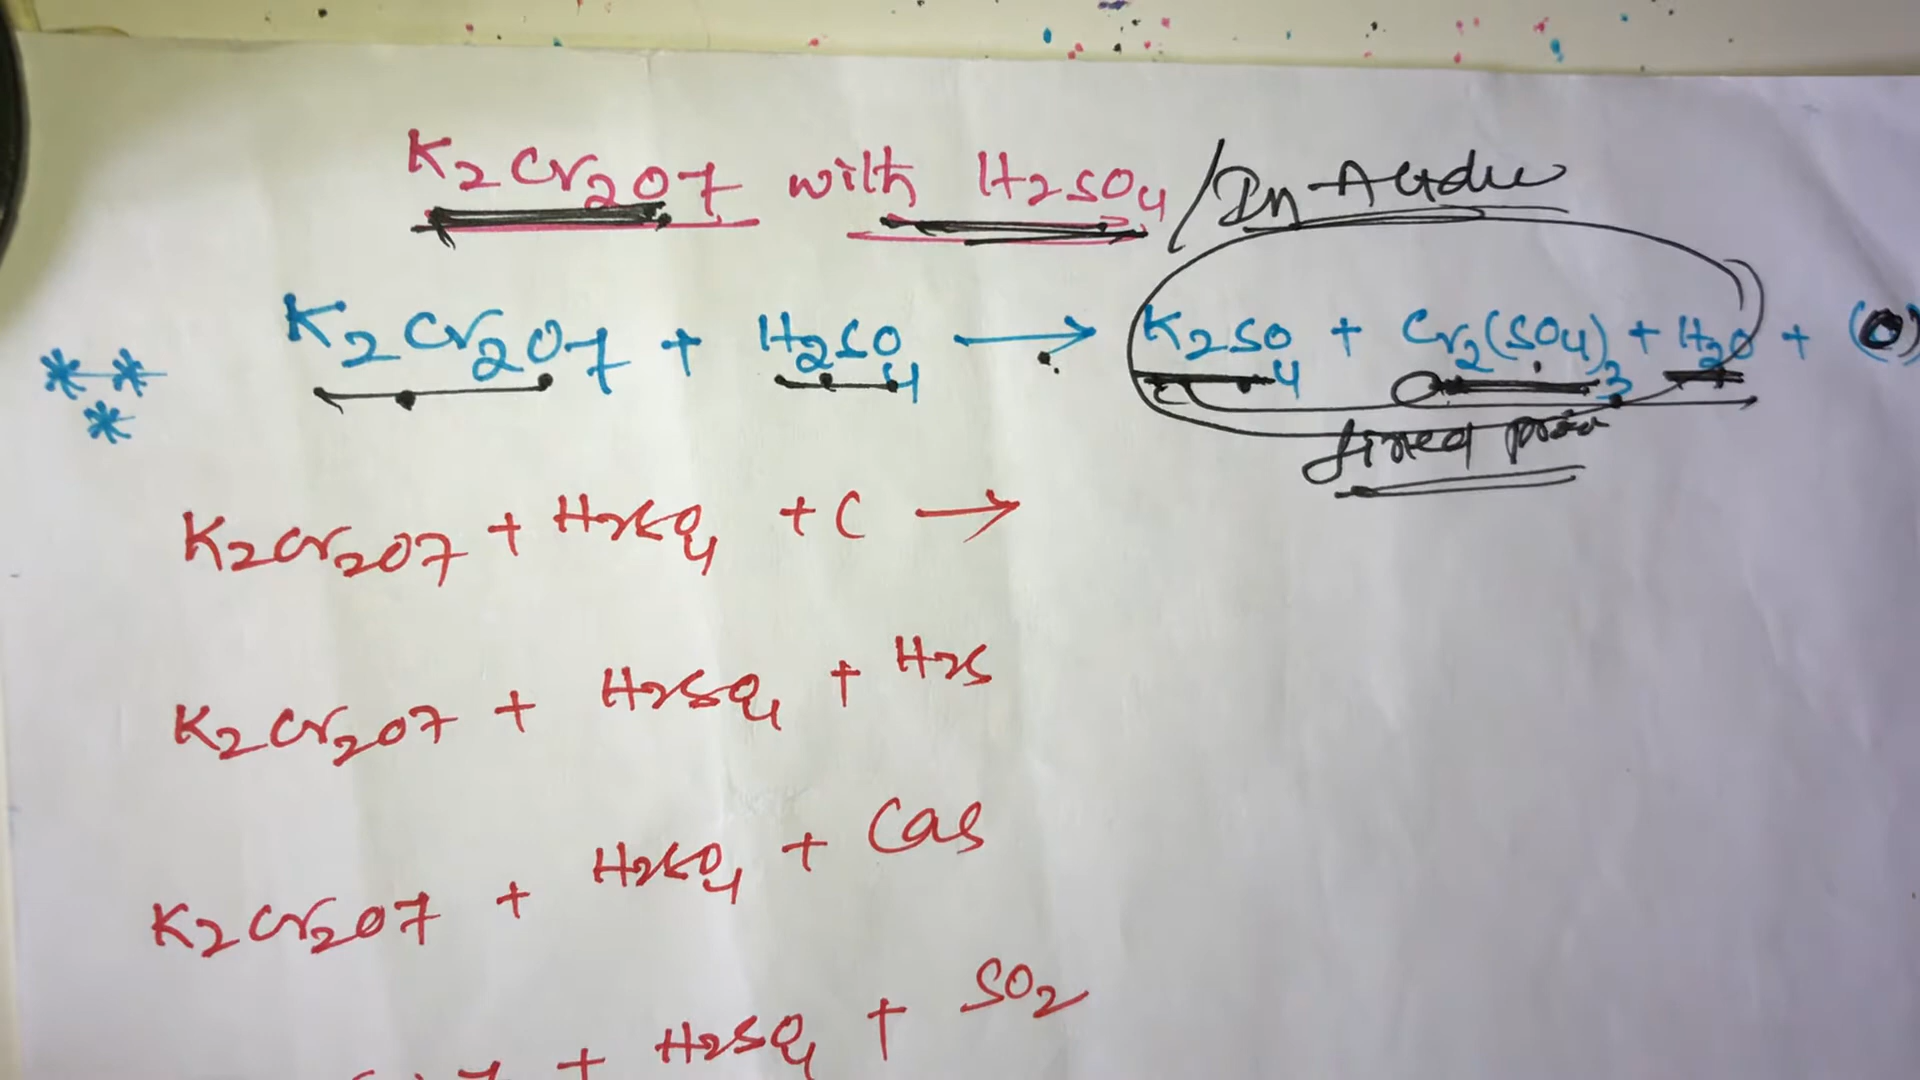 K2Cr2O7 with H2SO4 / In Acidic
K2Cr2O7 + H2SO4 → K2SO4 + Cr2(SO4)3 + H2O + (O)
fixed
K2Cr2O7 + H2SO4 + C →
K2Cr2O7 + H2SO4 + H2S
K2Cr2O7 + H2SO4 + CaS
+ H2SO4 + SO2